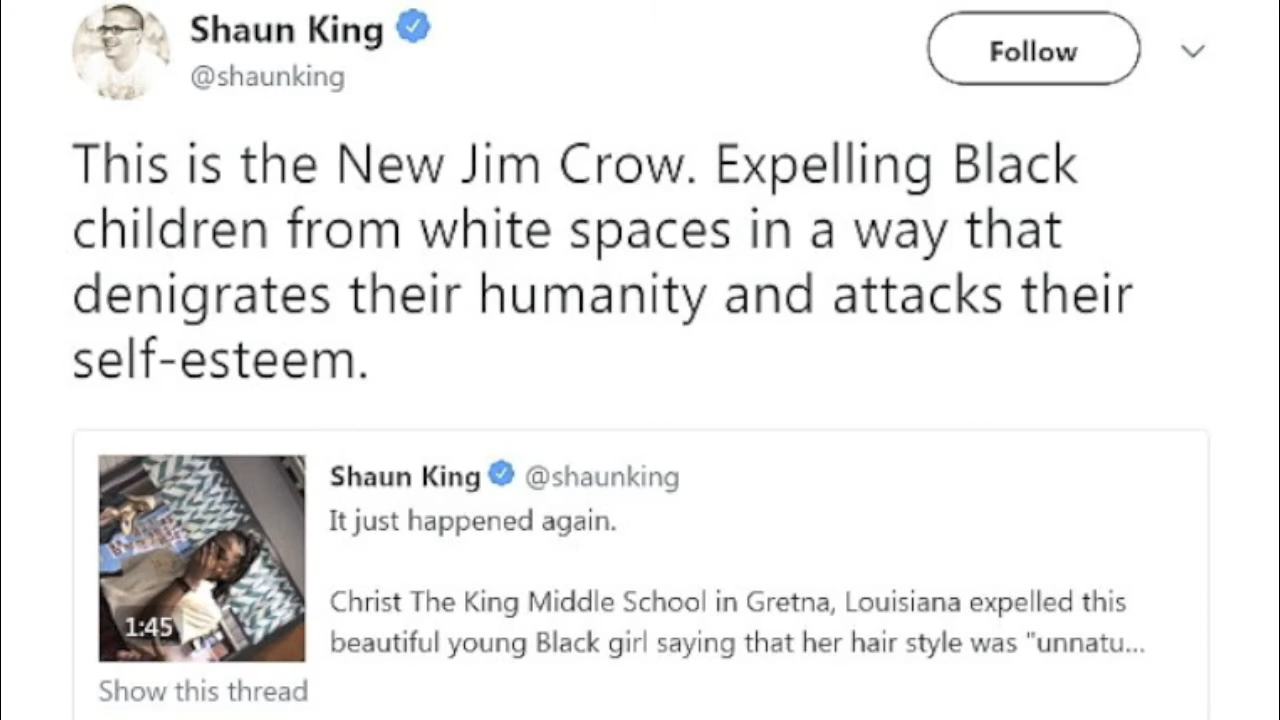 Shaun King
@shaunking
Follow
This is the New Jim Crow. Expelling Black
children from white spaces in a way that
denigrates their humanity and attacks their
self-esteem.
Shaun King @shaunking
It just happened again.
Christ The King Middle School in Gretna, Louisiana expelled this
beautiful young Black girl saying that her hair style was "unnatu...
1:45
Show this thread